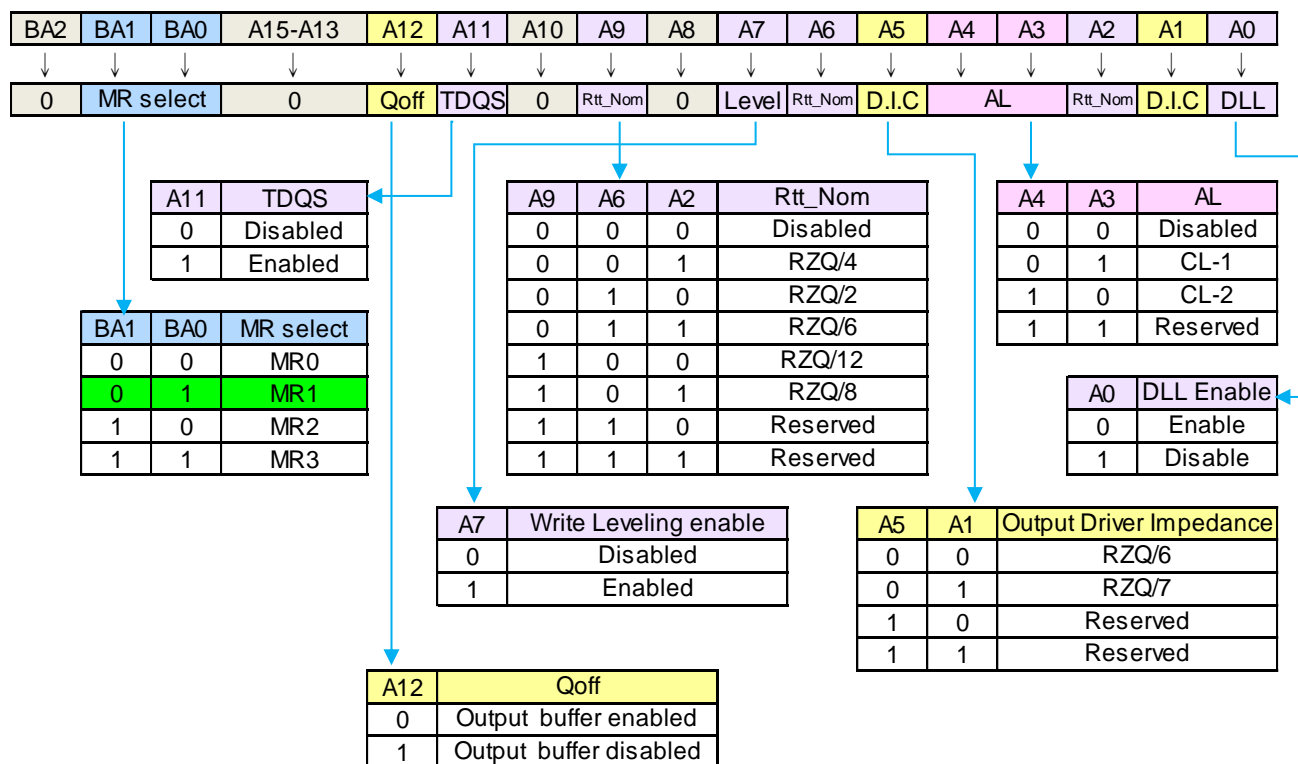 BA2 BA1 BA0 A15-A13 A12 A11 A10 A9 A8 A7 A6 A5 A4 A3 A2 A1 A0
0 MR select 0 Qoff TDQS 0 Rtt_Nom 0 Level Rtt_Nom D.I.C AL Rtt_Nom D.I.C DLL
A11 TDQS
0 Disabled
1 Enabled
A9 A6 A2 Rtt_Nom
0 0 0 Disabled
0 0 1 RZQ/4
0 1 0 RZQ/2
0 1 1 RZQ/6
1 0 0 RZQ/12
1 0 1 RZQ/8
1 1 0 Reserved
1 1 1 Reserved
A4 A3 AL
0 0 Disabled
0 1 CL-1
1 0 CL-2
1 1 Reserved
BA1 BA0 MR select
0 0 MR0
0 1 MR1
1 0 MR2
1 1 MR3
A0 DLL Enable
0 Enable
1 Disable
A7 Write Leveling enable
0 Disabled
1 Enabled
A5 A1 Output Driver Impedance
0 0 RZQ/6
0 1 RZQ/7
1 0 Reserved
1 1 Reserved
A12 Qoff
0 Output buffer enabled
1 Output buffer disabled